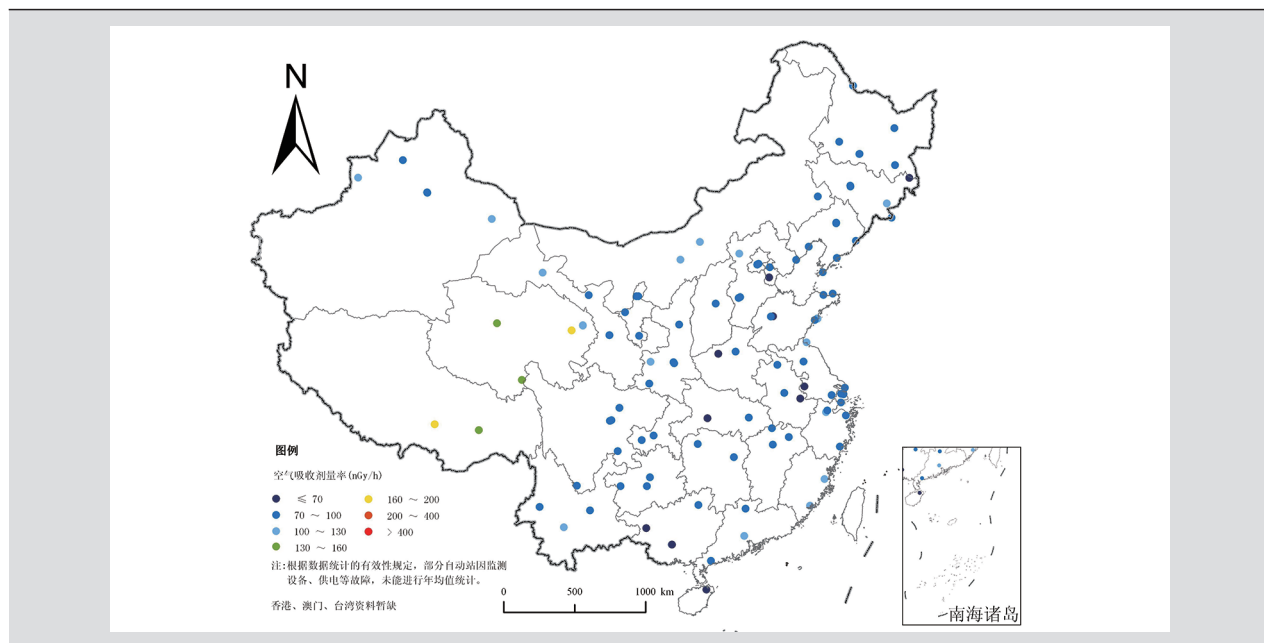 N
图例
空气吸收剂量率(nGy/h)
≤ 70
160 ～ 200
70 ～ 100
200 ～ 400
100 ～ 130
> 400
130 ～ 160
注:根据数据统计的有效性规定，部分自动站因监测
设备、供电等故障，未能进行年均值统计。
香港、澳门、台湾资料暂缺
0 500 1000 km
南海诸岛